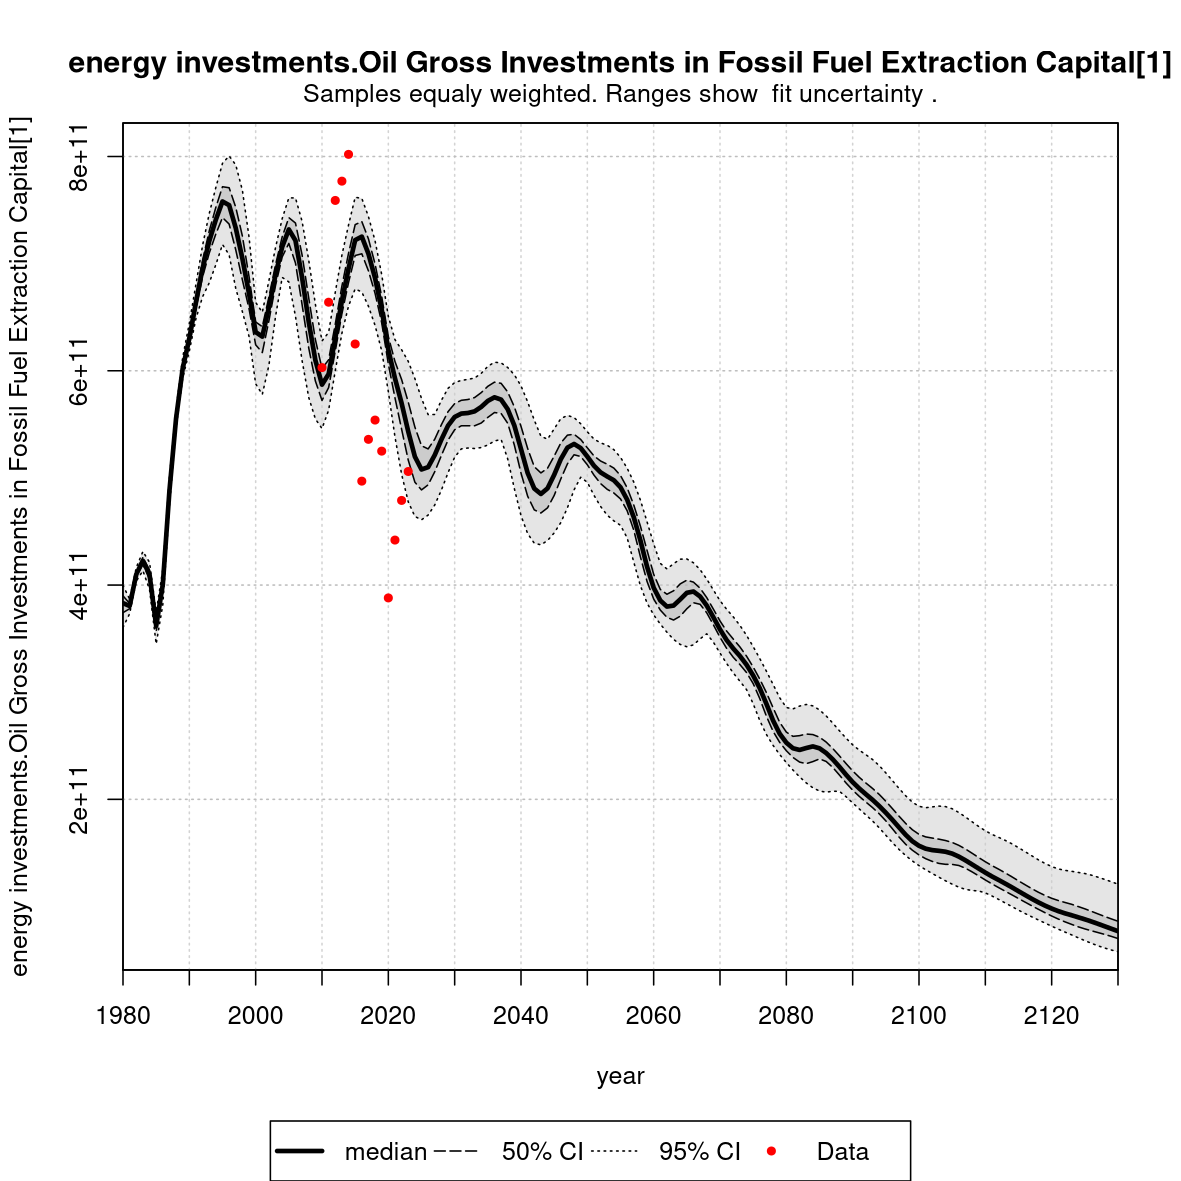 energy investments.Oil Gross Investments in Fossil Fuel Extraction Capital[1]
Samples equaly weighted. Ranges show  fit uncertainty .
energy investments.Oil Gross Investments in Fossil Fuel Extraction Capital[1]
8e+11
6e+11
4e+11
2e+11
1980 2000 2020 2040 2060 2080 2100 2120
year
median 50% CI 95% CI Data